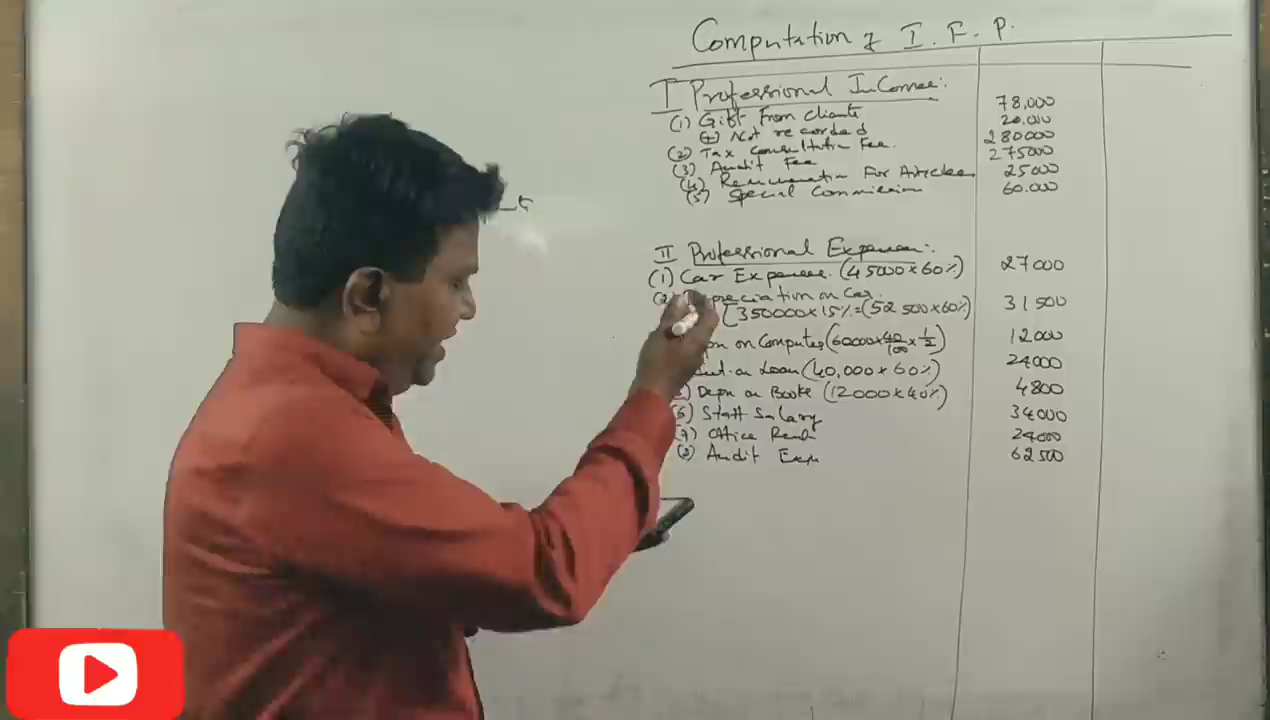 Computation of I. F. P.
I Professional Income:
(1) Gift From clients 78,000
(+) Not recorded 20,000
(2) Tax Consultation Fee. 280000
(3) Audit Fee 275000
(4) Remuneration For Articles 25000
(5) Special Commission 60.000
II Professional Expenses:
(1) Car Expenses. (45000×60%) 27000
(2) Depreciation on Car.
[350000×15%=(52500×60%) 31500
on Computer (60000×40/100×1/2) 12000
on Loan (40,000×60%) 24000
Depn on Books (12000×40%) 4800
(6) Staff Salary 34000
(7) Office Rent 24000
Audit Exp 62500